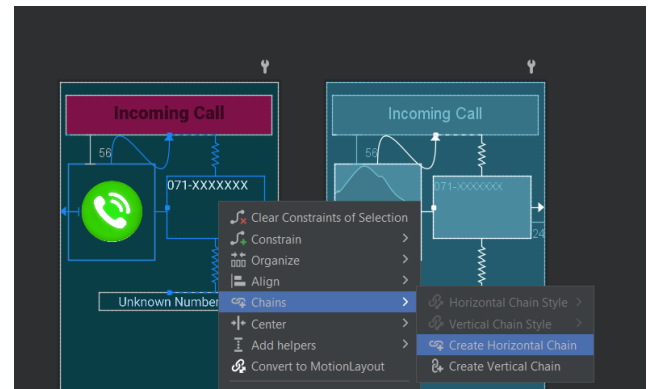 Incoming Call
Incoming Call
56
56
071-XXXXXXX
071-XXXXXXX
24
Unknown Number
Clear Constraints of Selection
Constrain
Organize
Align
Chains
Center
Add helpers
Convert to MotionLayout
Horizontal Chain Style
Vertical Chain Style
Create Horizontal Chain
Create Vertical Chain